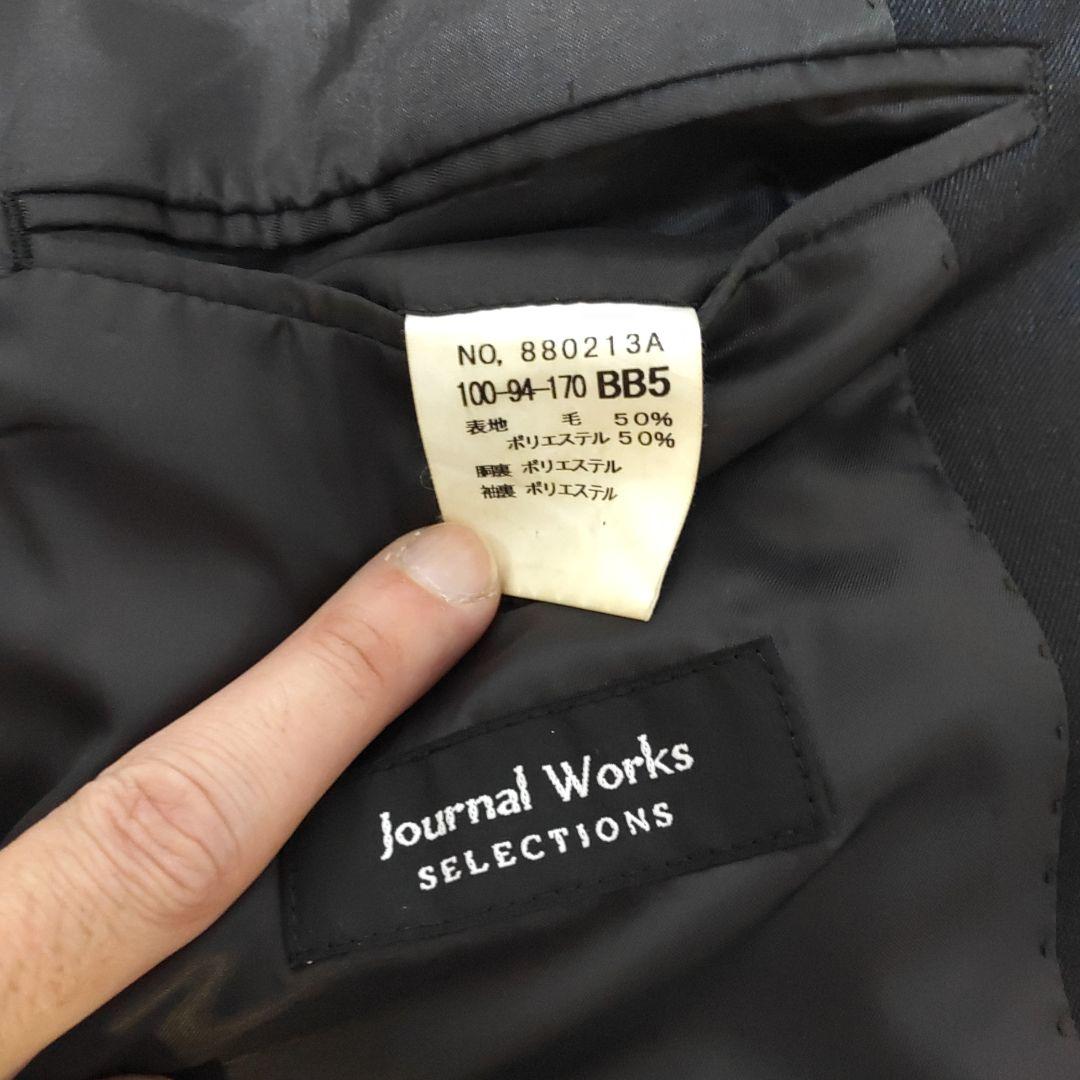 NO, 880213A
100-94-170 BB5
表地 毛 50%
ポリエステル 50%
胴裏 ポリエステル
袖裏 ポリエステル
Journal Works
SELECTIONS